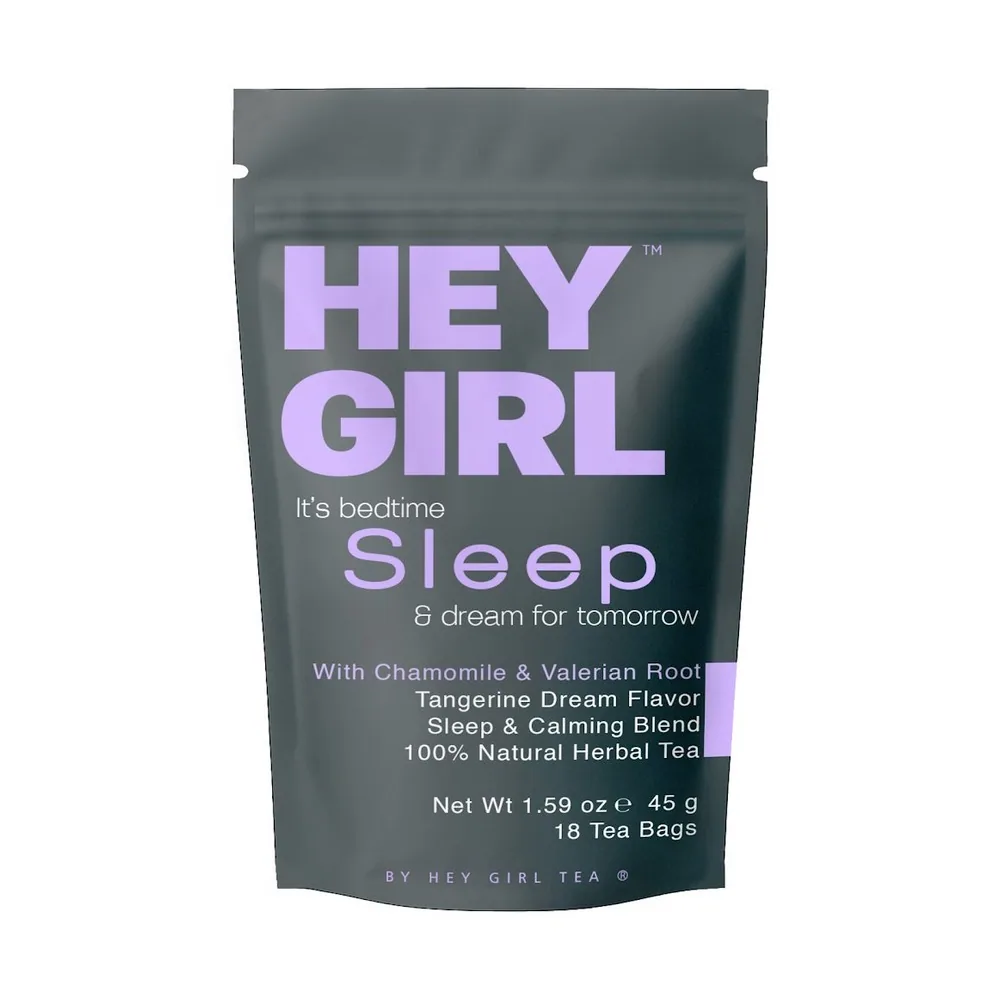 HEY™
GIRL
It's bedtime
Sleep
& dream for tomorrow
With Chamomile & Valerian Root
Tangerine Dream Flavor
Sleep & Calming Blend
100% Natural Herbal Tea
Net Wt 1.59 oz ℮ 45 g
18 Tea Bags
BY HEY GIRL TEA ®